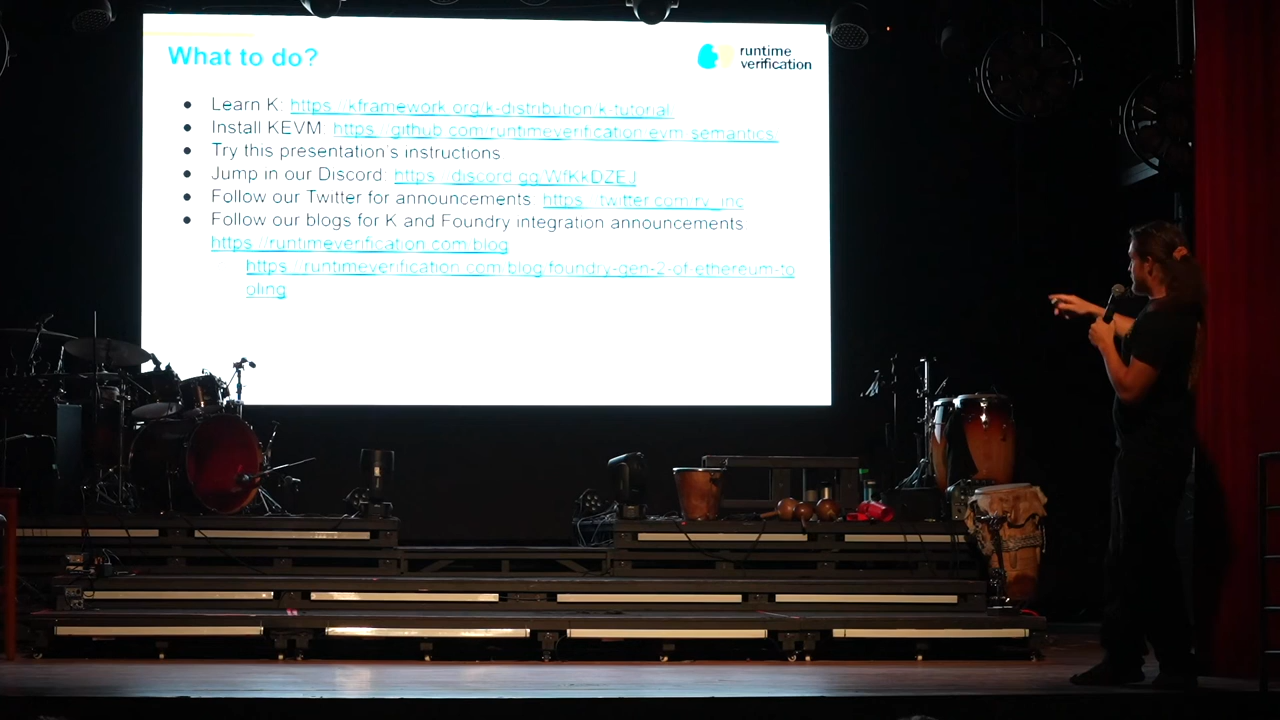 What to do?
runtime
verification
• Learn K: https://kframework.org/k-distribution/k-tutorial/
• Install KEVM: https://github.com/runtimeverification/evm-semantics
• Try this presentation's instructions
• Jump in our Discord: https://discord.gg/WfKkDZEJ
• Follow our Twitter for announcements: https://twitter.com/rv_inc
• Follow our blogs for K and Foundry integration announcements
https://runtimeverification.com/blog
https://runtimeverification.com/blog/foundry-gen-2-of-ethereum-to
oling